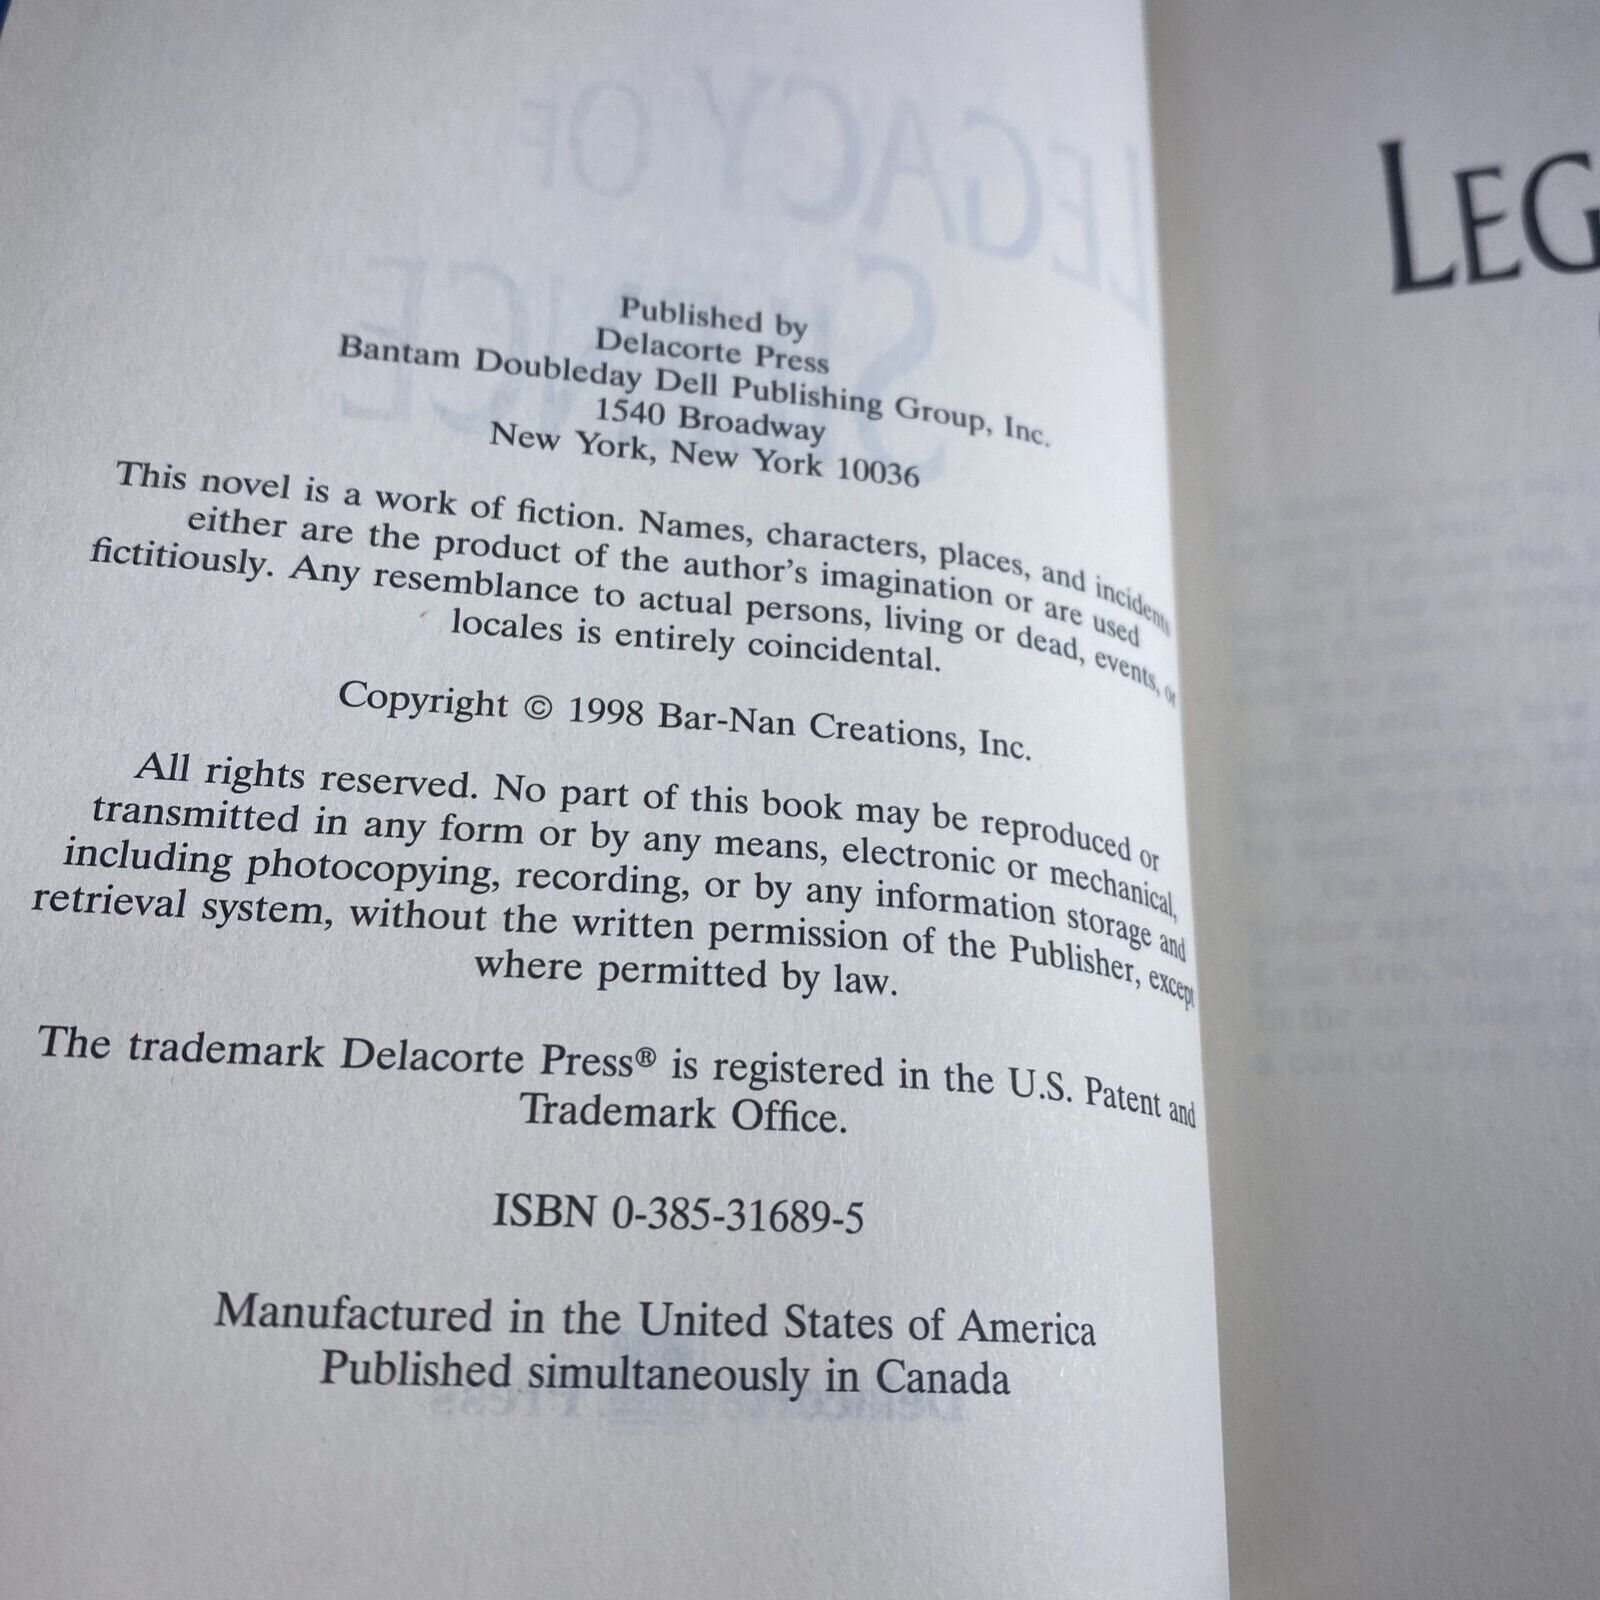 Published by
Delacorte Press
Bantam Doubleday Dell Publishing Group, Inc.
1540 Broadway
New York, New York 10036
This novel is a work of fiction. Names, characters, places, and incidents
either are the product of the author's imagination or are used
fictitiously. Any resemblance to actual persons, living or dead, events, or
locales is entirely coincidental.
Copyright © 1998 Bar-Nan Creations, Inc.
All rights reserved. No part of this book may be reproduced or
transmitted in any form or by any means, electronic or mechanical,
including photocopying, recording, or by any information storage and
retrieval system, without the written permission of the Publisher, except
where permitted by law.
The trademark Delacorte Press® is registered in the U.S. Patent and
Trademark Office.
ISBN 0-385-31689-5
Manufactured in the United States of America
Published simultaneously in Canada
LEGACY OF
SILENCE
Delacorte Press
LEG